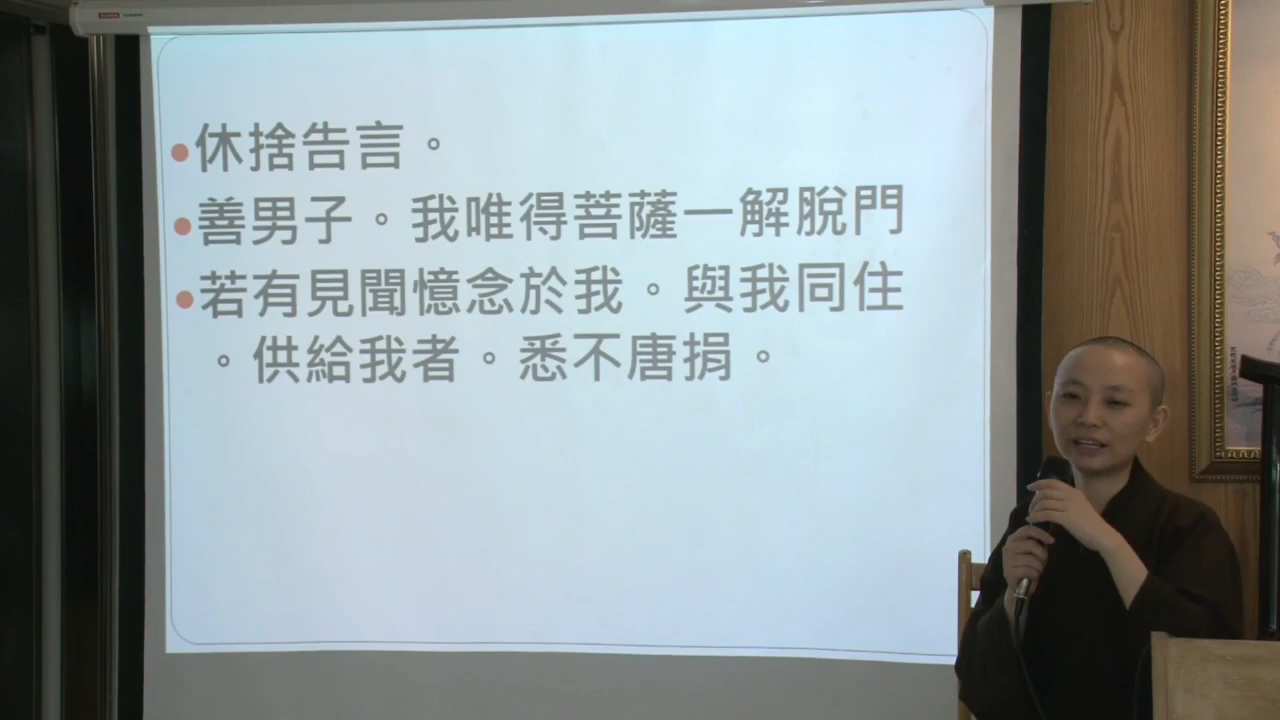 •休捨告言。
•善男子。我唯得菩薩一解脫門
•若有見聞憶念於我。與我同住
。供給我者。悉不唐捐。